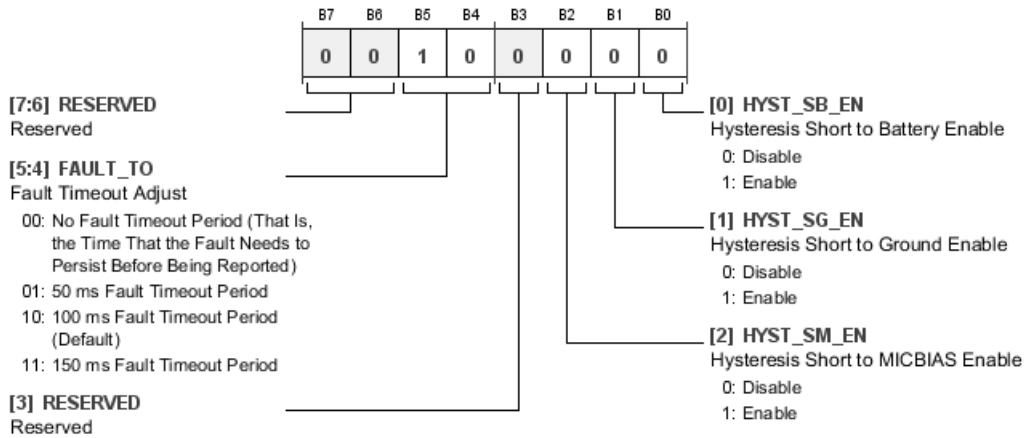 B7 B6 B5 B4 B3 B2 B1 B0
0 0 1 0 0 0 0 0
[7:6] RESERVED
Reserved
[5:4] FAULT_TO
Fault Timeout Adjust
00: No Fault Timeout Period (That Is,
the Time That the Fault Needs to
Persist Before Being Reported)
01: 50 ms Fault Timeout Period
10: 100 ms Fault Timeout Period
(Default)
11: 150 ms Fault Timeout Period
[3] RESERVED
Reserved
[0] HYST_SB_EN
Hysteresis Short to Battery Enable
0: Disable
1: Enable
[1] HYST_SG_EN
Hysteresis Short to Ground Enable
0: Disable
1: Enable
[2] HYST_SM_EN
Hysteresis Short to MICBIAS Enable
0: Disable
1: Enable